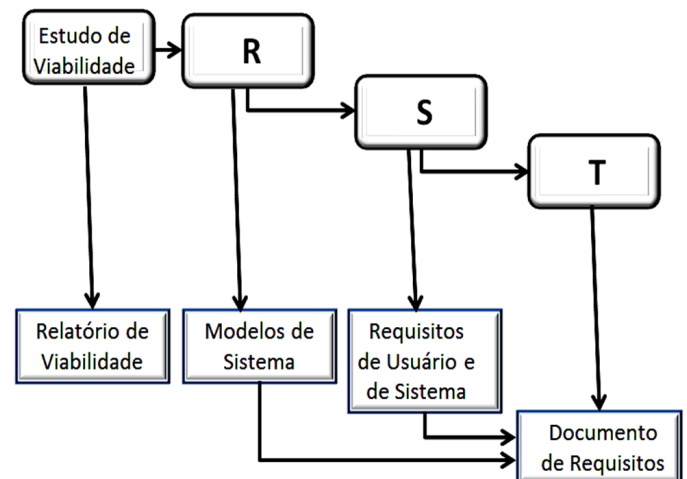 Estudo de
Viabilidade
R
S
T
Relatório de
Viabilidade
Modelos de
Sistema
Requisitos
de Usuário e
de Sistema
Documento
de Requisitos